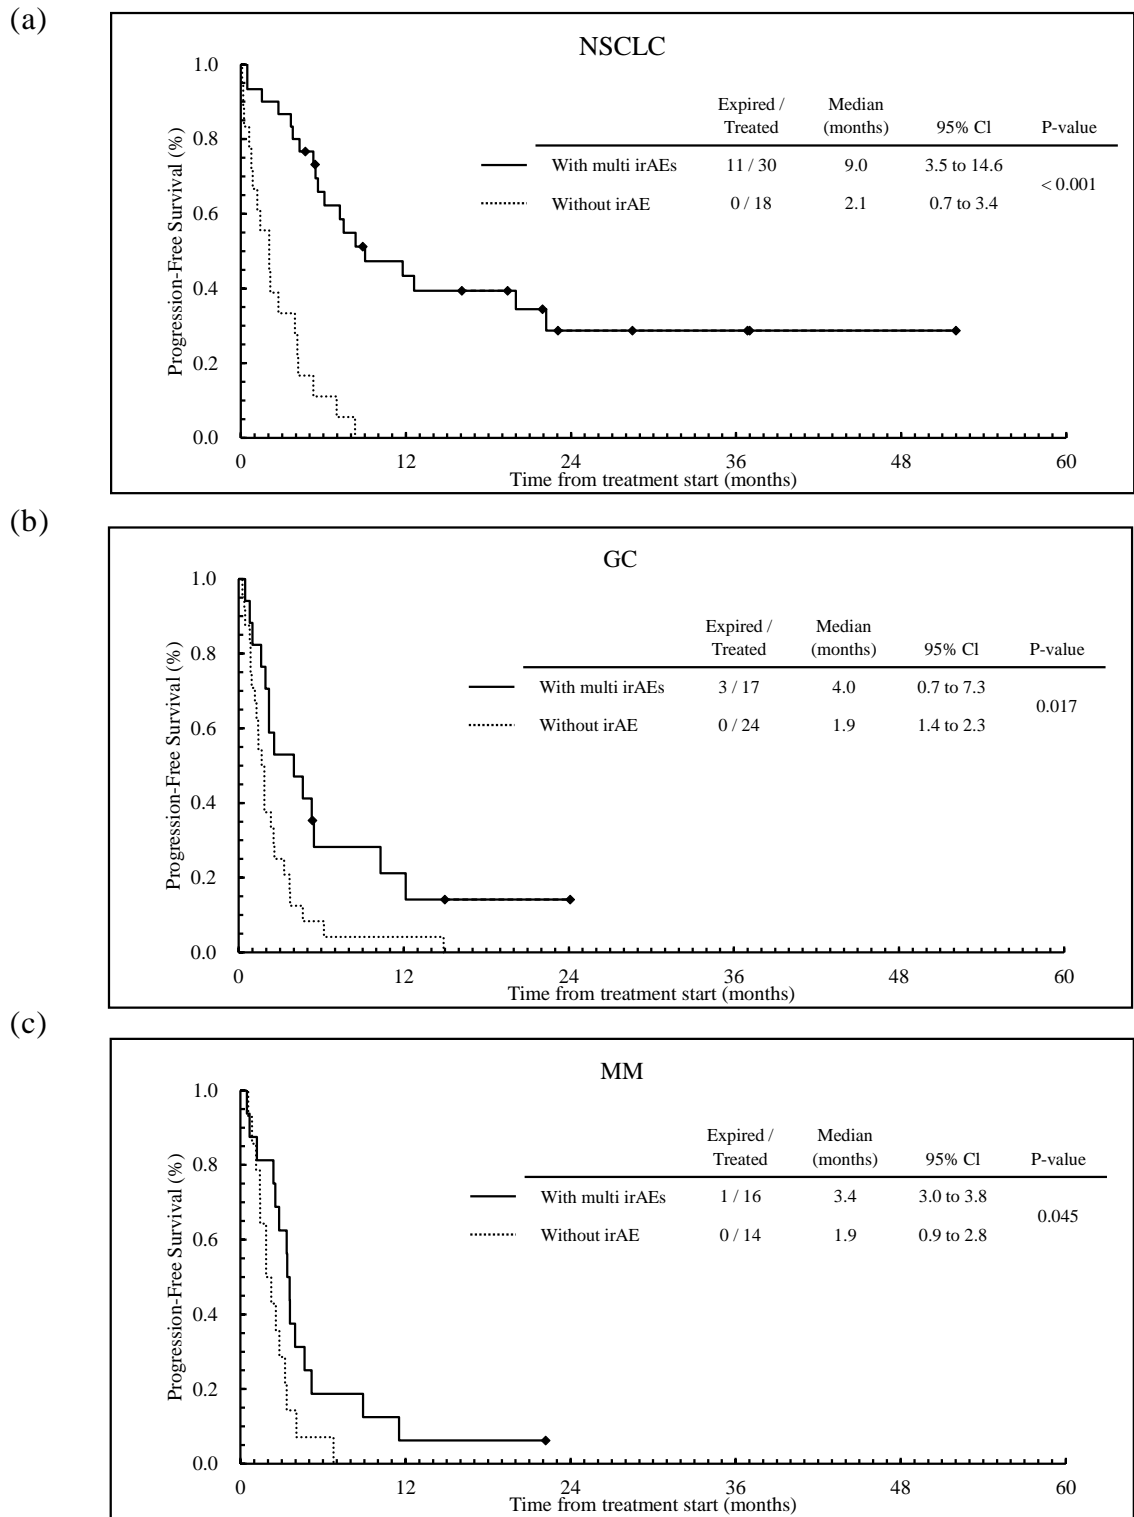 (a)
NSCLC
Progression-Free Survival (%)
1.0
0.8
0.6
0.4
0.2
0.0
0 12 24 36 48 60
Time from treatment start (months)
Expired / Median
Treated (months) 95% Cl P-value
With multi irAEs 11 / 30 9.0 3.5 to 14.6
< 0.001
Without irAE 0 / 18 2.1 0.7 to 3.4
(b)
GC
Progression-Free Survival (%)
1.0
0.8
0.6
0.4
0.2
0.0
0 12 24 36 48 60
Time from treatment start (months)
Expired / Median
Treated (months) 95% Cl P-value
With multi irAEs 3 / 17 4.0 0.7 to 7.3
0.017
Without irAE 0 / 24 1.9 1.4 to 2.3
(c)
MM
Progression-Free Survival (%)
1.0
0.8
0.6
0.4
0.2
0.0
0 12 24 36 48 60
Time from treatment start (months)
Expired / Median
Treated (months) 95% Cl P-value
With multi irAEs 1 / 16 3.4 3.0 to 3.8
0.045
Without irAE 0 / 14 1.9 0.9 to 2.8